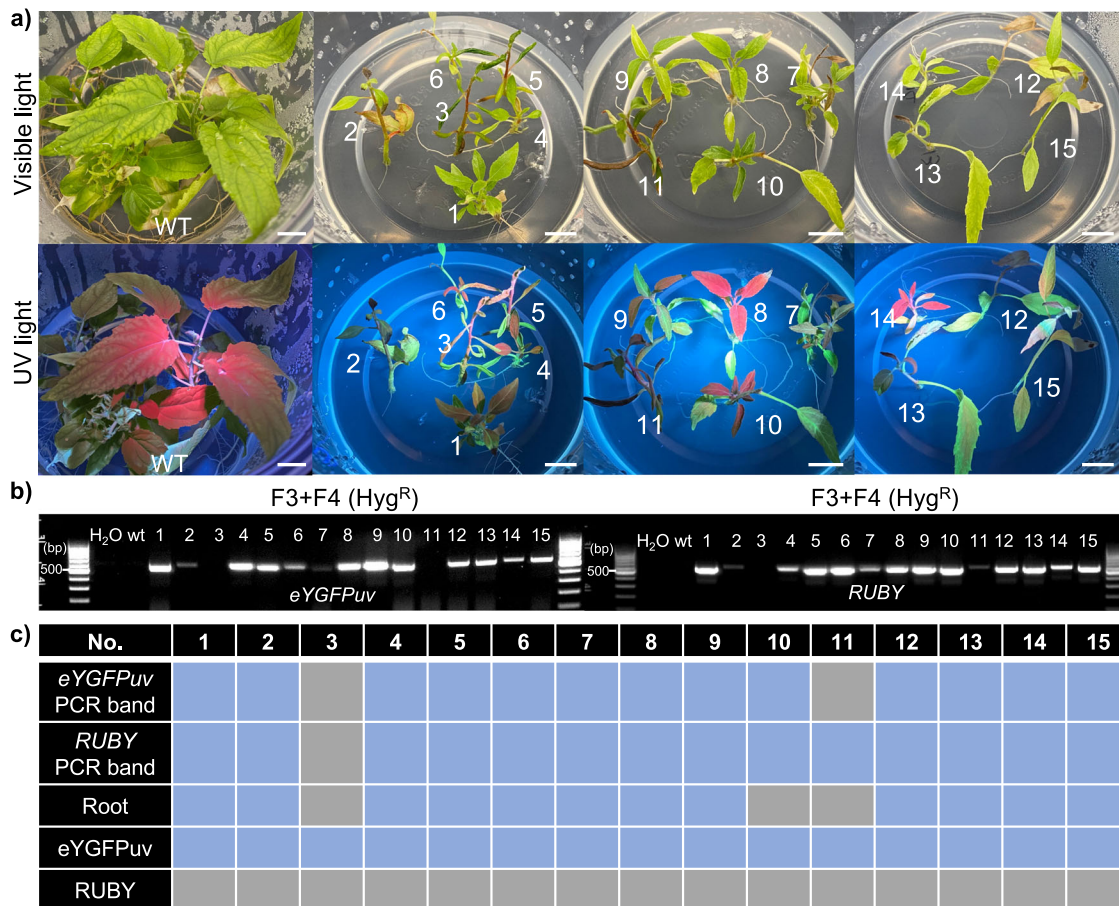 a)
Visible light
WT
1
2
3
4
5
6
7
8
9
10
11
12
13
14
15
UV light
WT
1
2
3
4
5
6
7
8
9
10
11
12
13
14
15
b)
F3+F4 (Hyg^R)
F3+F4 (Hyg^R)
H₂O wt 1 2 3 4 5 6 7 8 9 10 11 12 13 14 15
(bp)
500
eYGFPuv
H₂O wt 1 2 3 4 5 6 7 8 9 10 11 12 13 14 15
(bp)
500
RUBY
c)
No. 1 2 3 4 5 6 7 8 9 10 11 12 13 14 15
eYGFPuv
PCR band
RUBY
PCR band
Root
eYGFPuv
RUBY